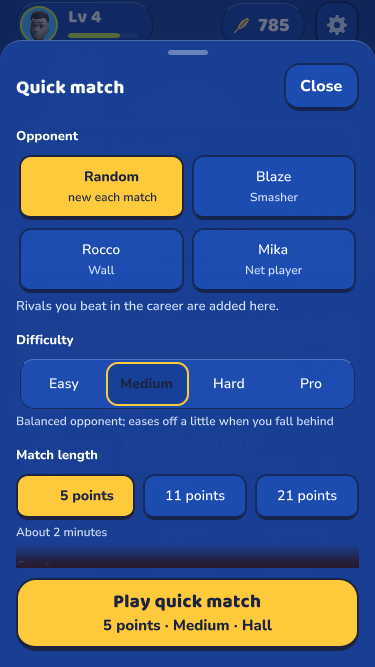 Lv 4
785
Quick match
Close
Opponent
Random
new each match
Blaze
Smasher
Rocco
Wall
Mika
Net player
Rivals you beat in the career are added here.
Difficulty
Easy
Medium
Hard
Pro
Balanced opponent; eases off a little when you fall behind
Match length
5 points
11 points
21 points
About 2 minutes
Play quick match
5 points · Medium · Hall